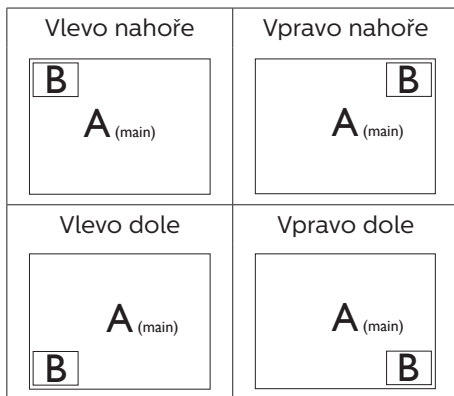 Vlevo nahoře
Vpravo nahoře
B
A (main)
B
A (main)
Vlevo dole
Vpravo dole
A (main)
B
A (main)
B